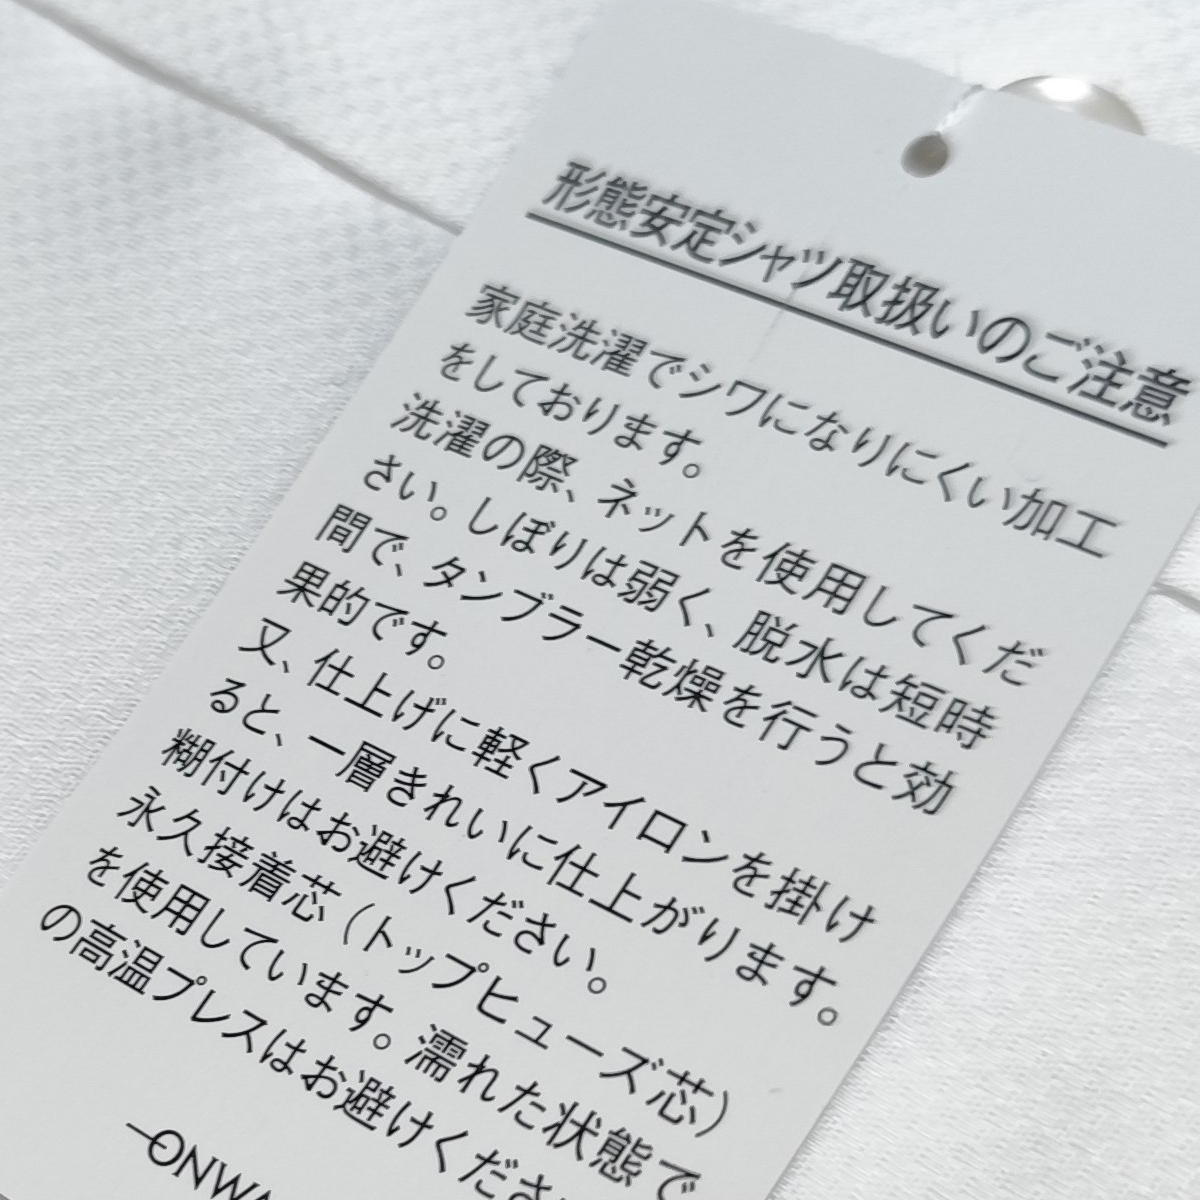 形態安定シャツ取扱いのご注意
家庭洗濯でシワになりにくい加工
をしております。
洗濯の際、ネットを使用してくだ
さい。しぼりは弱く、脱水は短時
間で、タンブラー乾燥を行うと効
果的です。
又、仕上げに軽くアイロンを掛け
ると、一層きれいに仕上がります。
糊付けはお避けください。
永久接着芯（トップヒューズ芯）
を使用しています。濡れた状態で
の高温プレスはお避けくださ
ONWA